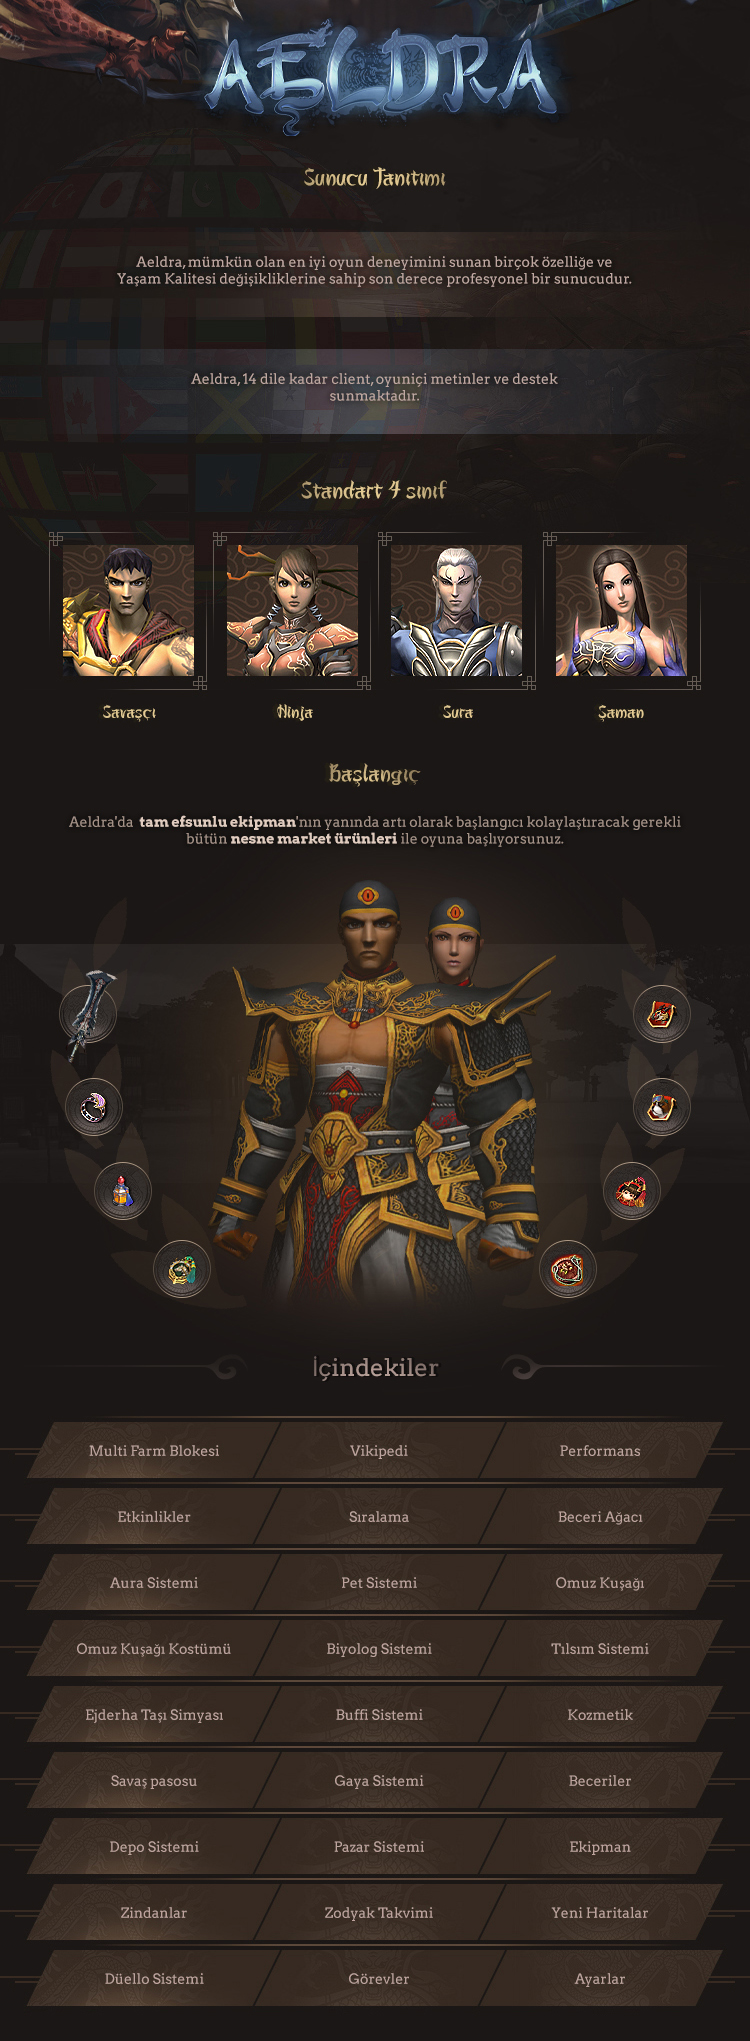 AELDRA
Sunucu Tanıtımı
Aeldra, mümkün olan en iyi oyun deneyimini sunan birçok özelliğe ve
Yaşam Kalitesi değişikliklerine sahip son derece profesyonel bir sunucudur.
Aeldra, 14 dile kadar client, oyuniçi metinler ve destek
sunmaktadır.
Standart 4 sınıf
Savaşçı Ninja Sura Şaman
Başlangıç
Aeldra'da tam efsunlu ekipman'nın yanında artı olarak başlangıcı kolaylaştıracak gerekli
bütün nesne market ürünleri ile oyuna başlıyorsunuz.
İçindekiler
Multi Farm Blokesi Vikipedi Performans
Etkinlikler Sıralama Beceri Ağacı
Aura Sistemi Pet Sistemi Omuz Kuşağı
Omuz Kuşağı Kostümü Biyolog Sistemi Tılsım Sistemi
Ejderha Taşı Simyası Buffi Sistemi Kozmetik
Savaş pasosu Gaya Sistemi Beceriler
Depo Sistemi Pazar Sistemi Ekipman
Zindanlar Zodyak Takvimi Yeni Haritalar
Düello Sistemi Görevler Ayarlar